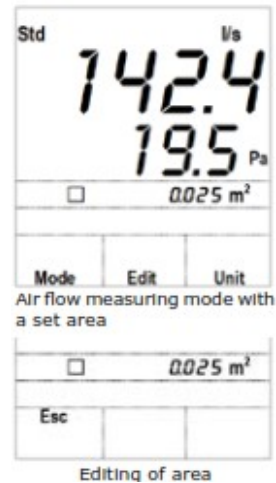 Std l/s
142.4
19.5 Pa
0.025 m²
Mode Edit Unit
Air flow measuring mode with
a set area
0.025 m²
Esc
Editing of area